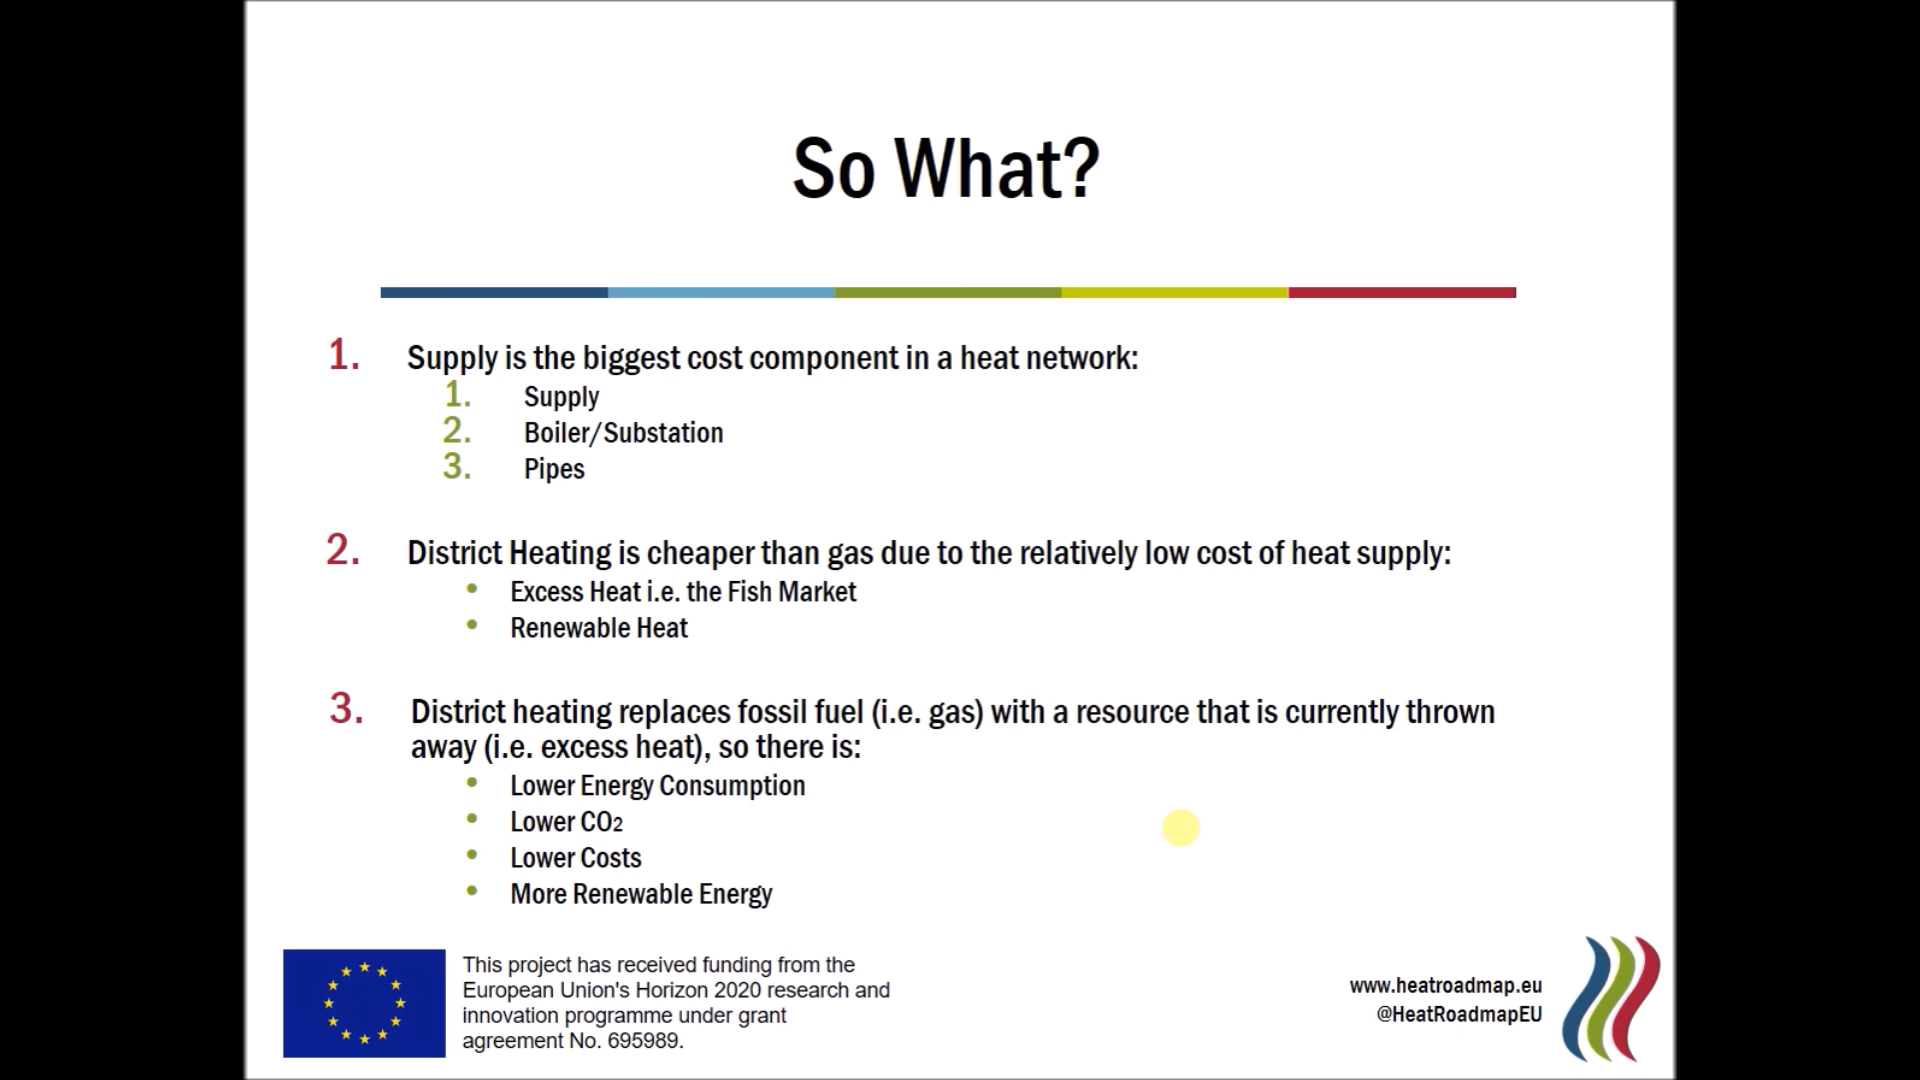 So What?
1. Supply is the biggest cost component in a heat network:
1. Supply
2. Boiler/Substation
3. Pipes
2. District Heating is cheaper than gas due to the relatively low cost of heat supply:
• Excess Heat i.e. the Fish Market
• Renewable Heat
3. District heating replaces fossil fuel (i.e. gas) with a resource that is currently thrown
away (i.e. excess heat), so there is:
• Lower Energy Consumption
• Lower CO2
• Lower Costs
• More Renewable Energy
This project has received funding from the
European Union's Horizon 2020 research and
innovation programme under grant
agreement No. 695989.
www.heatroadmap.eu
@HeatRoadmapEU